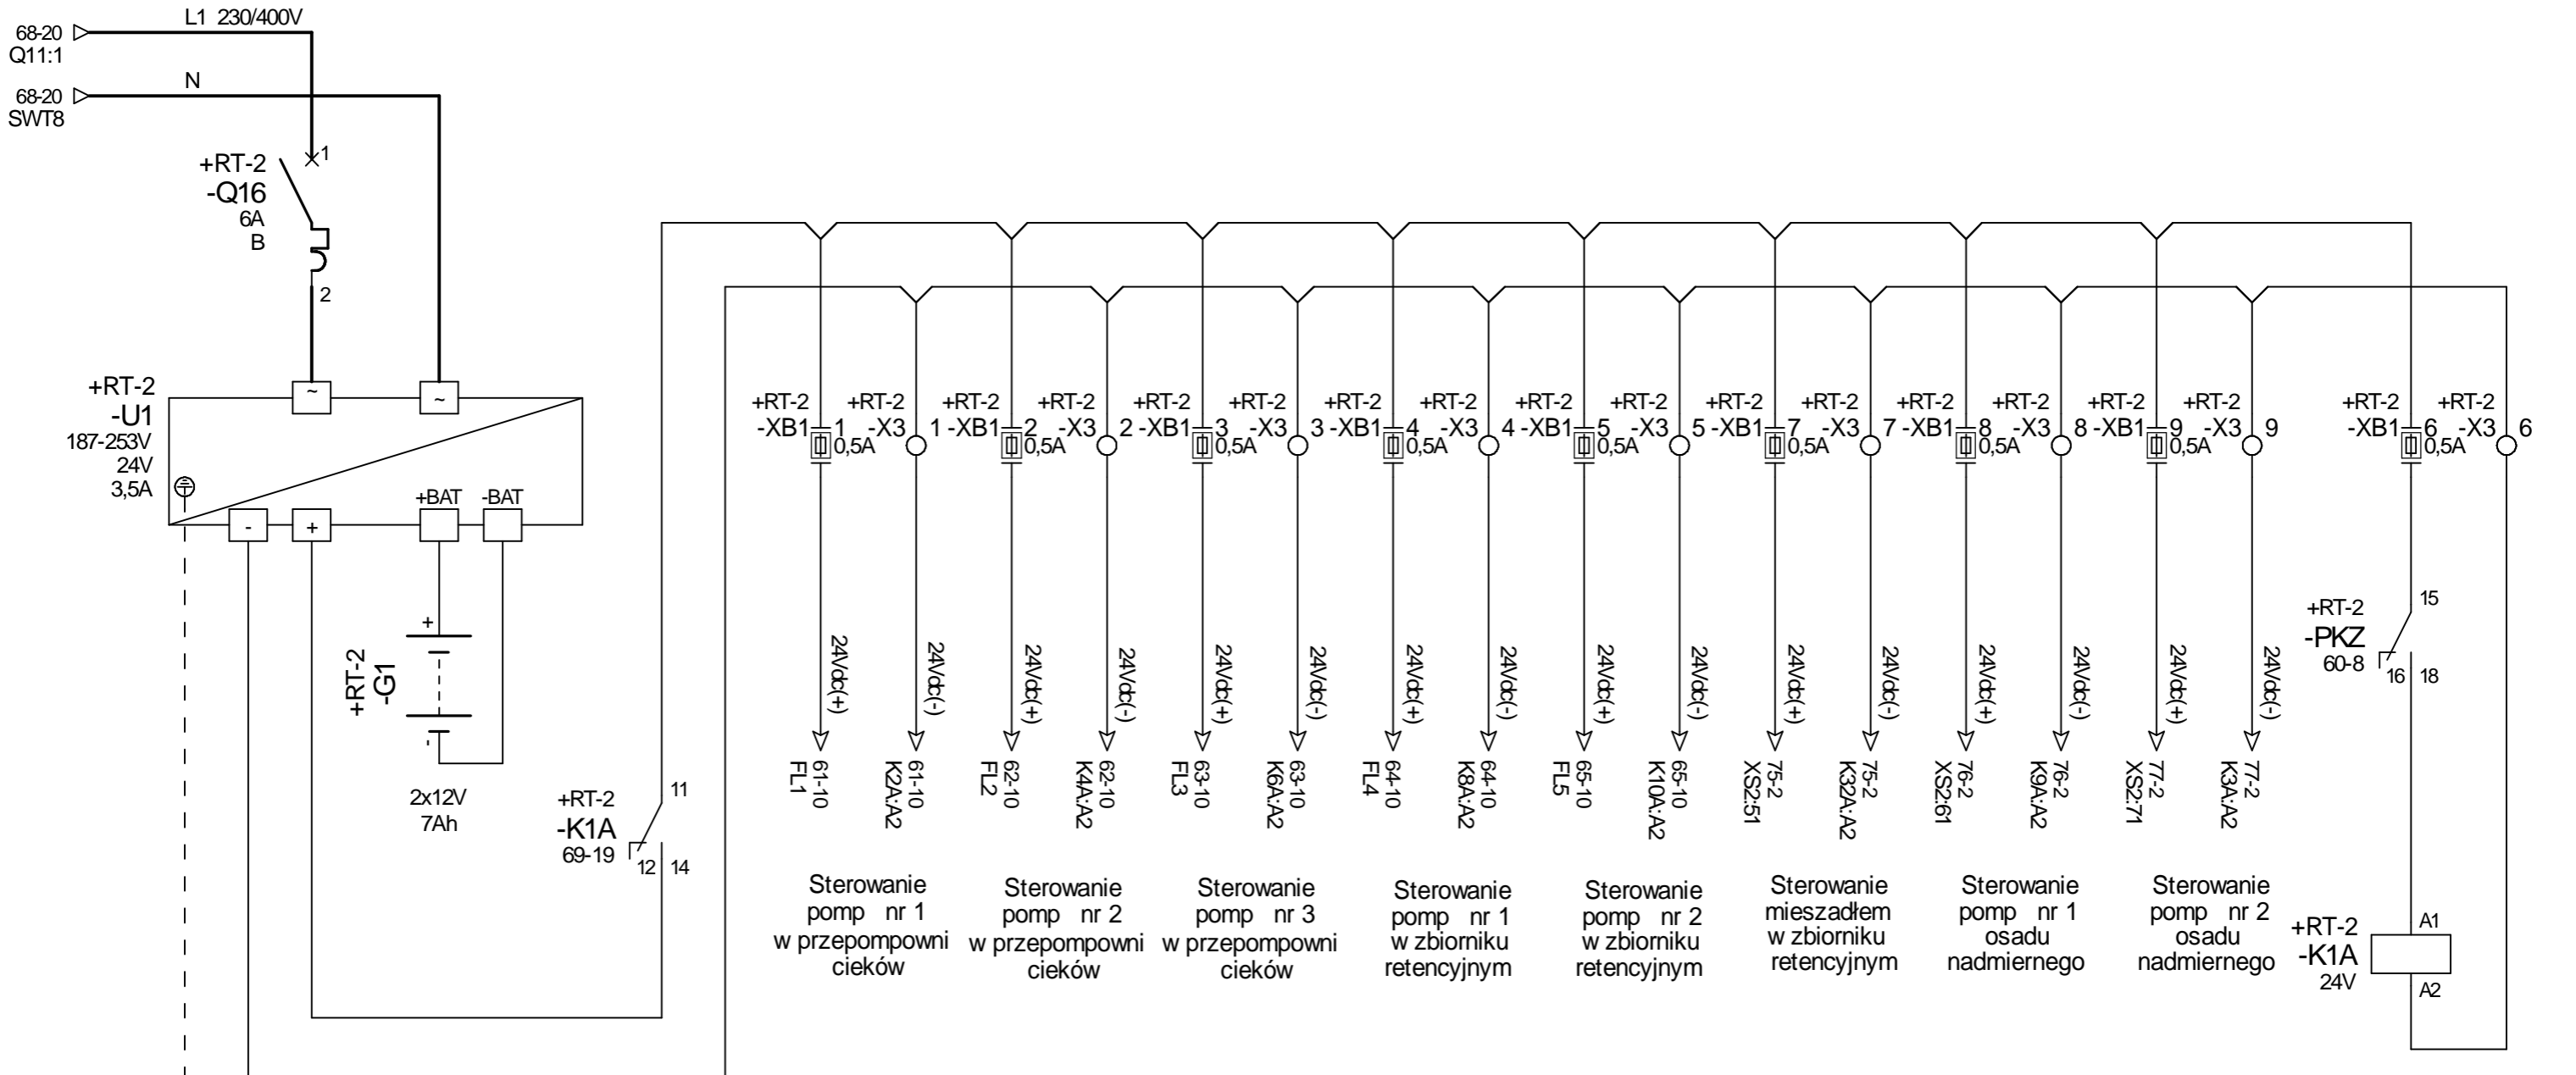 L1 230/400V
68-20
Q11:1
N
68-20
SWT8
1
+RT-2
-Q16
6A
B
2
+RT-2
-U1
187-253V
24V
3,5A
~
~
-
+
+BAT
-BAT
+RT-2
-G1
+
-
2x12V
7Ah
+RT-2
-K1A
69-19
11
12
14
+RT-2
-XB1
1
0,5A
+RT-2
-X3
1
+RT-2
-XB1
2
0,5A
+RT-2
-X3
2
+RT-2
-XB1
3
0,5A
+RT-2
-X3
3
+RT-2
-XB1
4
0,5A
+RT-2
-X3
4
+RT-2
-XB1
5
0,5A
+RT-2
-X3
5
+RT-2
-XB1
7
0,5A
+RT-2
-X3
7
+RT-2
-XB1
8
0,5A
+RT-2
-X3
8
+RT-2
-XB1
9
0,5A
+RT-2
-X3
9
+RT-2
-XB1
6
0,5A
+RT-2
-X3
6
24Vdc(+)
24Vdc(-)
24Vdc(+)
24Vdc(-)
24Vdc(+)
24Vdc(-)
24Vdc(+)
24Vdc(-)
24Vdc(+)
24Vdc(-)
24Vdc(+)
24Vdc(-)
24Vdc(+)
24Vdc(-)
24Vdc(+)
24Vdc(-)
61-10
FL1
61-10
K2A:A2
62-10
FL2
62-10
K4A:A2
63-10
FL3
63-10
K6A:A2
64-10
FL4
64-10
K8A:A2
65-10
FL5
65-10
K10A:A2
75-2
XS2:51
75-2
K32A:A2
76-2
XS2:61
76-2
K9A:A2
77-2
XS2:71
77-2
K3A:A2
Sterowanie
pomp nr 1
w przepompowni
cieków
Sterowanie
pomp nr 2
w przepompowni
cieków
Sterowanie
pomp nr 3
w przepompowni
cieków
Sterowanie
pomp nr 1
w zbiorniku
retencyjnym
Sterowanie
pomp nr 2
w zbiorniku
retencyjnym
Sterowanie
mieszadłem
w zbiorniku
retencyjnym
Sterowanie
pomp nr 1
osadu
nadmiernego
Sterowanie
pomp nr 2
osadu
nadmiernego
+RT-2
-PKZ
60-8
15
16
18
+RT-2
-K1A
24V
A1
A2